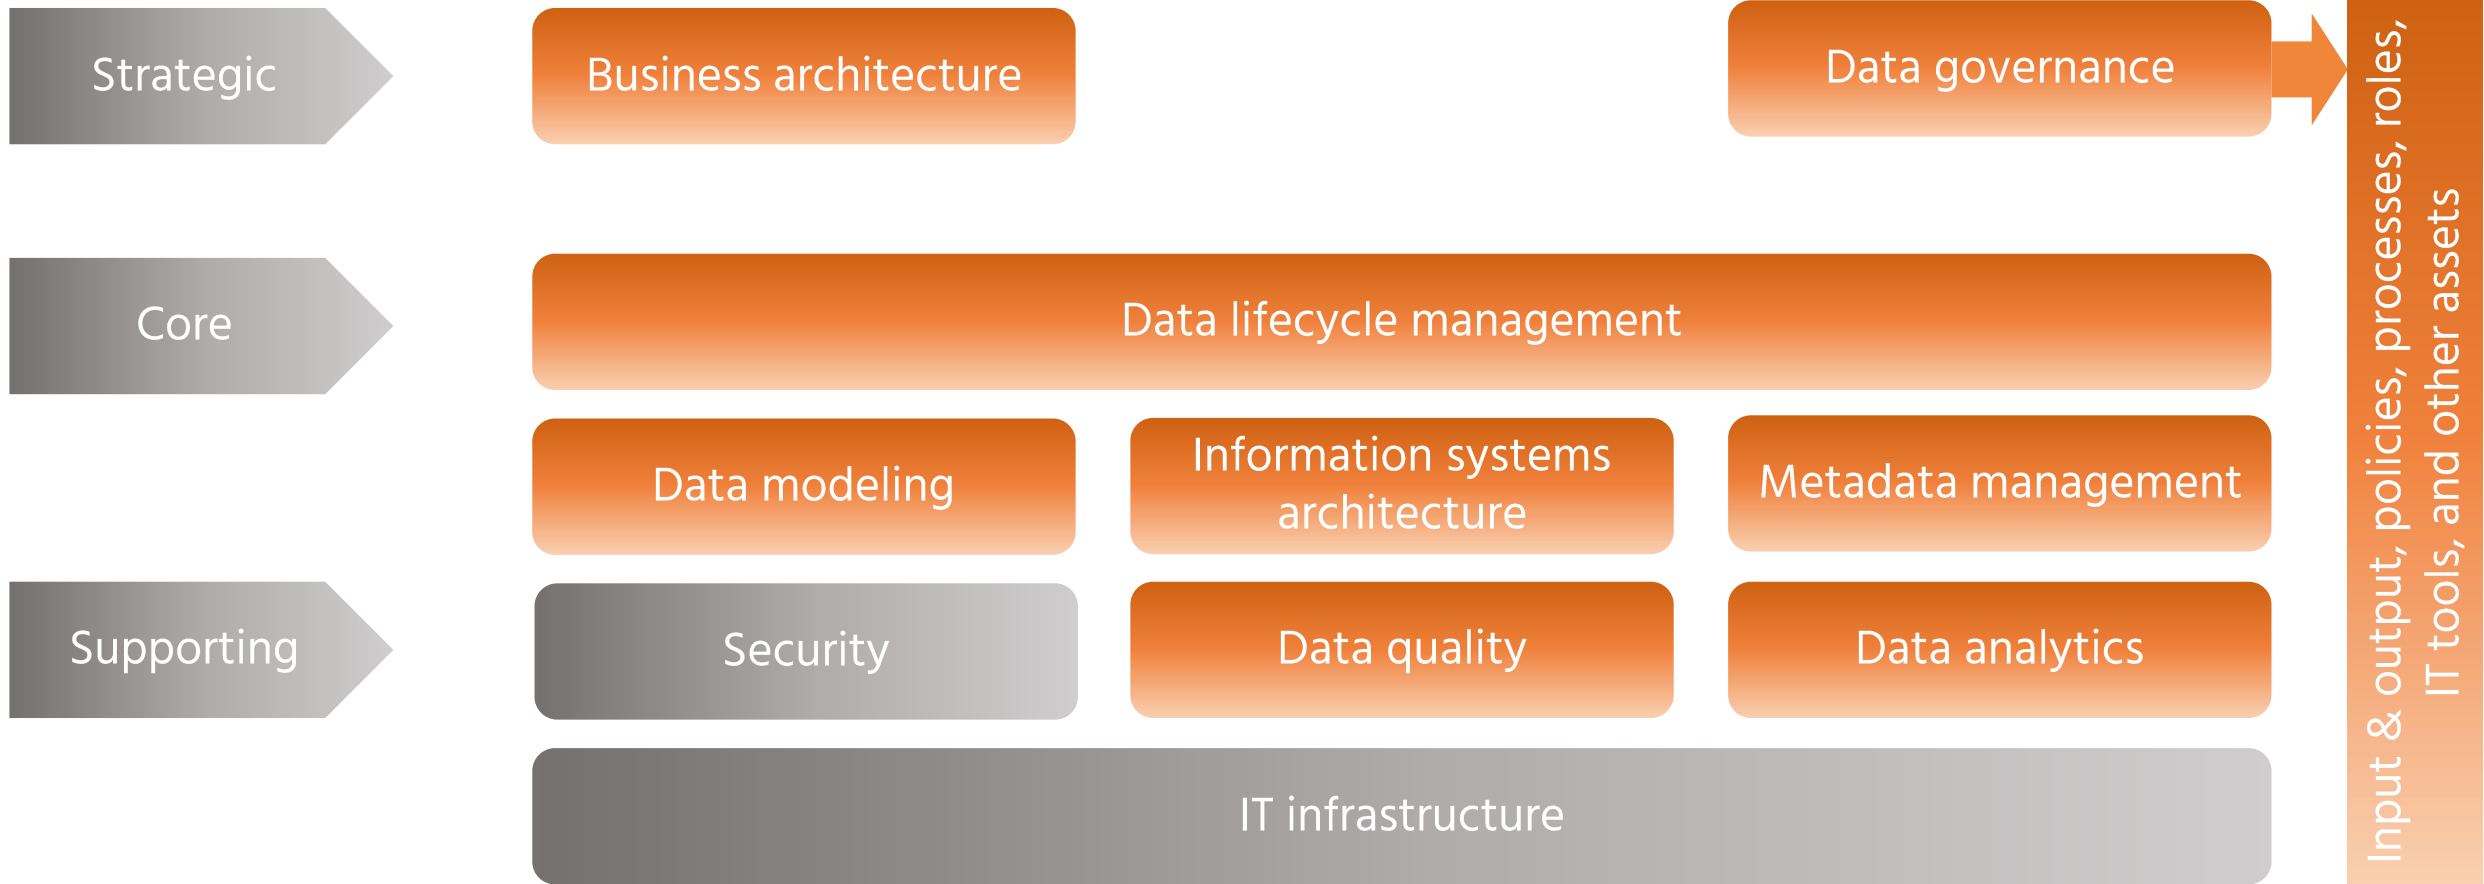 Strategic
Business architecture
Data governance
Core
Data lifecycle management
Data modeling
Information systems
architecture
Metadata management
Supporting
Security
Data quality
Data analytics
IT infrastructure
Input & output, policies, processes, roles,
IT tools, and other assets